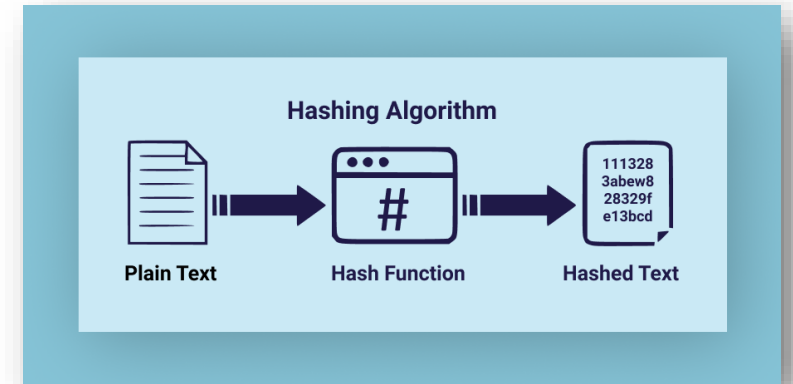 Hashing Algorithm
#
111328
3abew8
28329f
e13bcd
Plain Text
Hash Function
Hashed Text